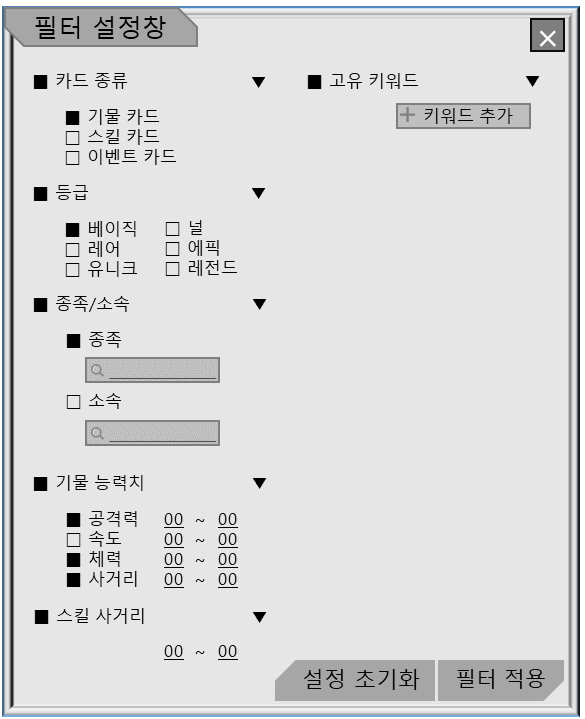 필터 설정창
■ 카드 종류 ▼
■ 기물 카드
□ 스킬 카드
□ 이벤트 카드
■ 등급 ▼
■ 베이직 □ 널
□ 레어 □ 에픽
□ 유니크 □ 레전드
■ 종족/소속 ▼
■ 종족
□ 소속
■ 기물 능력치 ▼
■ 공격력 00 ~ 00
□ 속도 00 ~ 00
■ 체력 00 ~ 00
■ 사거리 00 ~ 00
■ 스킬 사거리 ▼
00 ~ 00
■ 고유 키워드 ▼
+ 키워드 추가
설정 초기화
필터 적용